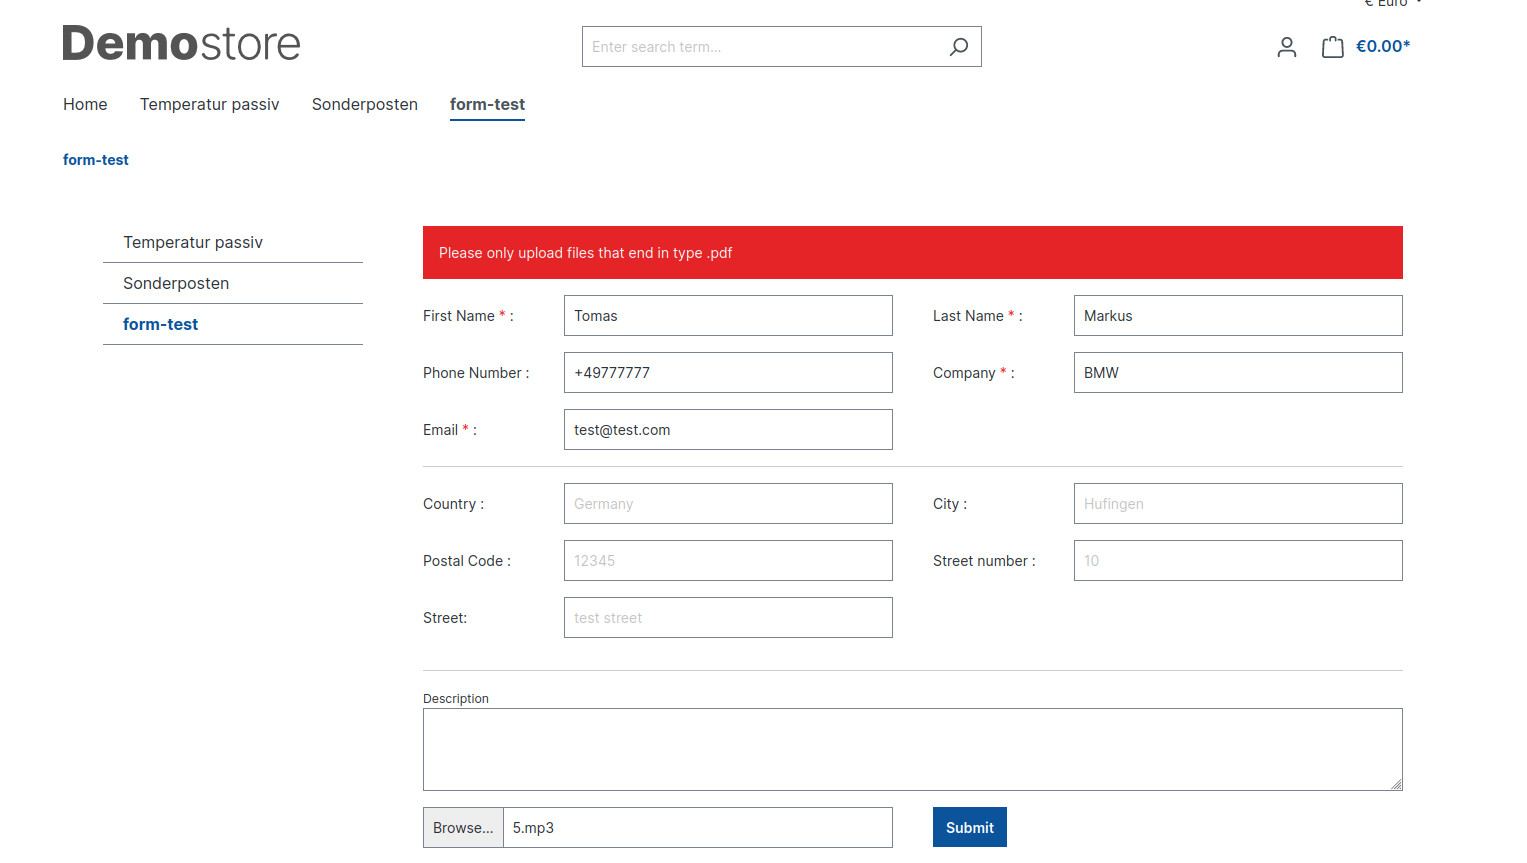 € Euro
Demostore
Enter search term...
€0.00*
Home Temperatur passiv Sonderposten form-test
form-test
Temperatur passiv
Sonderposten
form-test
Please only upload files that end in type .pdf
First Name * : Tomas Last Name * : Markus
Phone Number : +49777777 Company * : BMW
Email * : test@test.com
Country : Germany City : Hufingen
Postal Code : 12345 Street number : 10
Street: test street
Description
Browse... 5.mp3 Submit